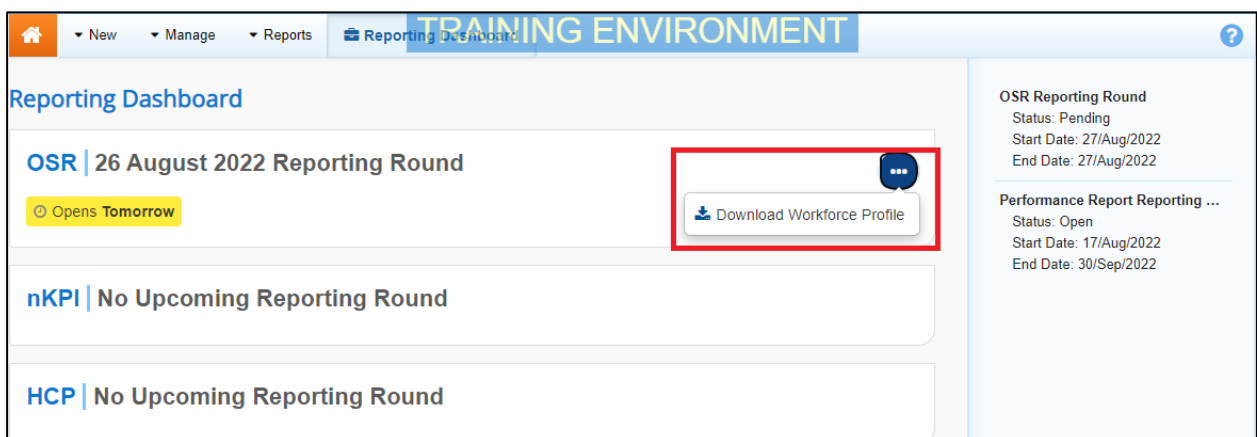 New Manage Reports Reporting Dashboard TRAINING ENVIRONMENT ?
Reporting Dashboard
OSR 26 August 2022 Reporting Round
Opens Tomorrow
Download Workforce Profile
nKPI No Upcoming Reporting Round
HCP No Upcoming Reporting Round
OSR Reporting Round
Status: Pending
Start Date: 27/Aug/2022
End Date: 27/Aug/2022
Performance Report Reporting ...
Status: Open
Start Date: 17/Aug/2022
End Date: 30/Sep/2022